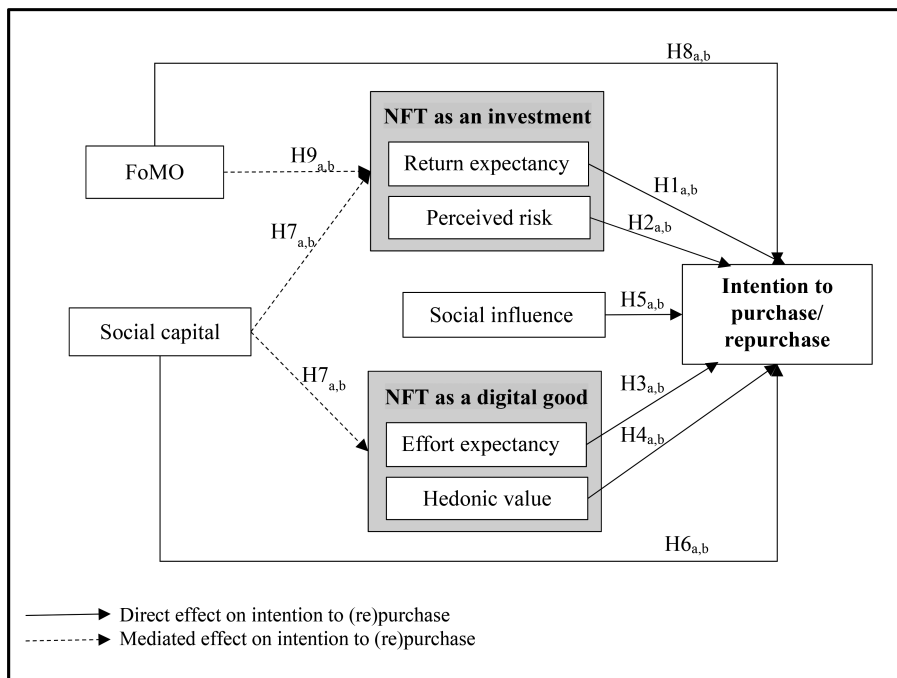 H8a,b
NFT as an investment
FoMO
H9a,b
Return expectancy
H1a,b
Perceived risk
H2a,b
H7a,b
Intention to
purchase/
repurchase
Social influence
H5a,b
Social capital
H7a,b
NFT as a digital good
H3a,b
Effort expectancy
H4a,b
Hedonic value
H6a,b
Direct effect on intention to (re)purchase
Mediated effect on intention to (re)purchase